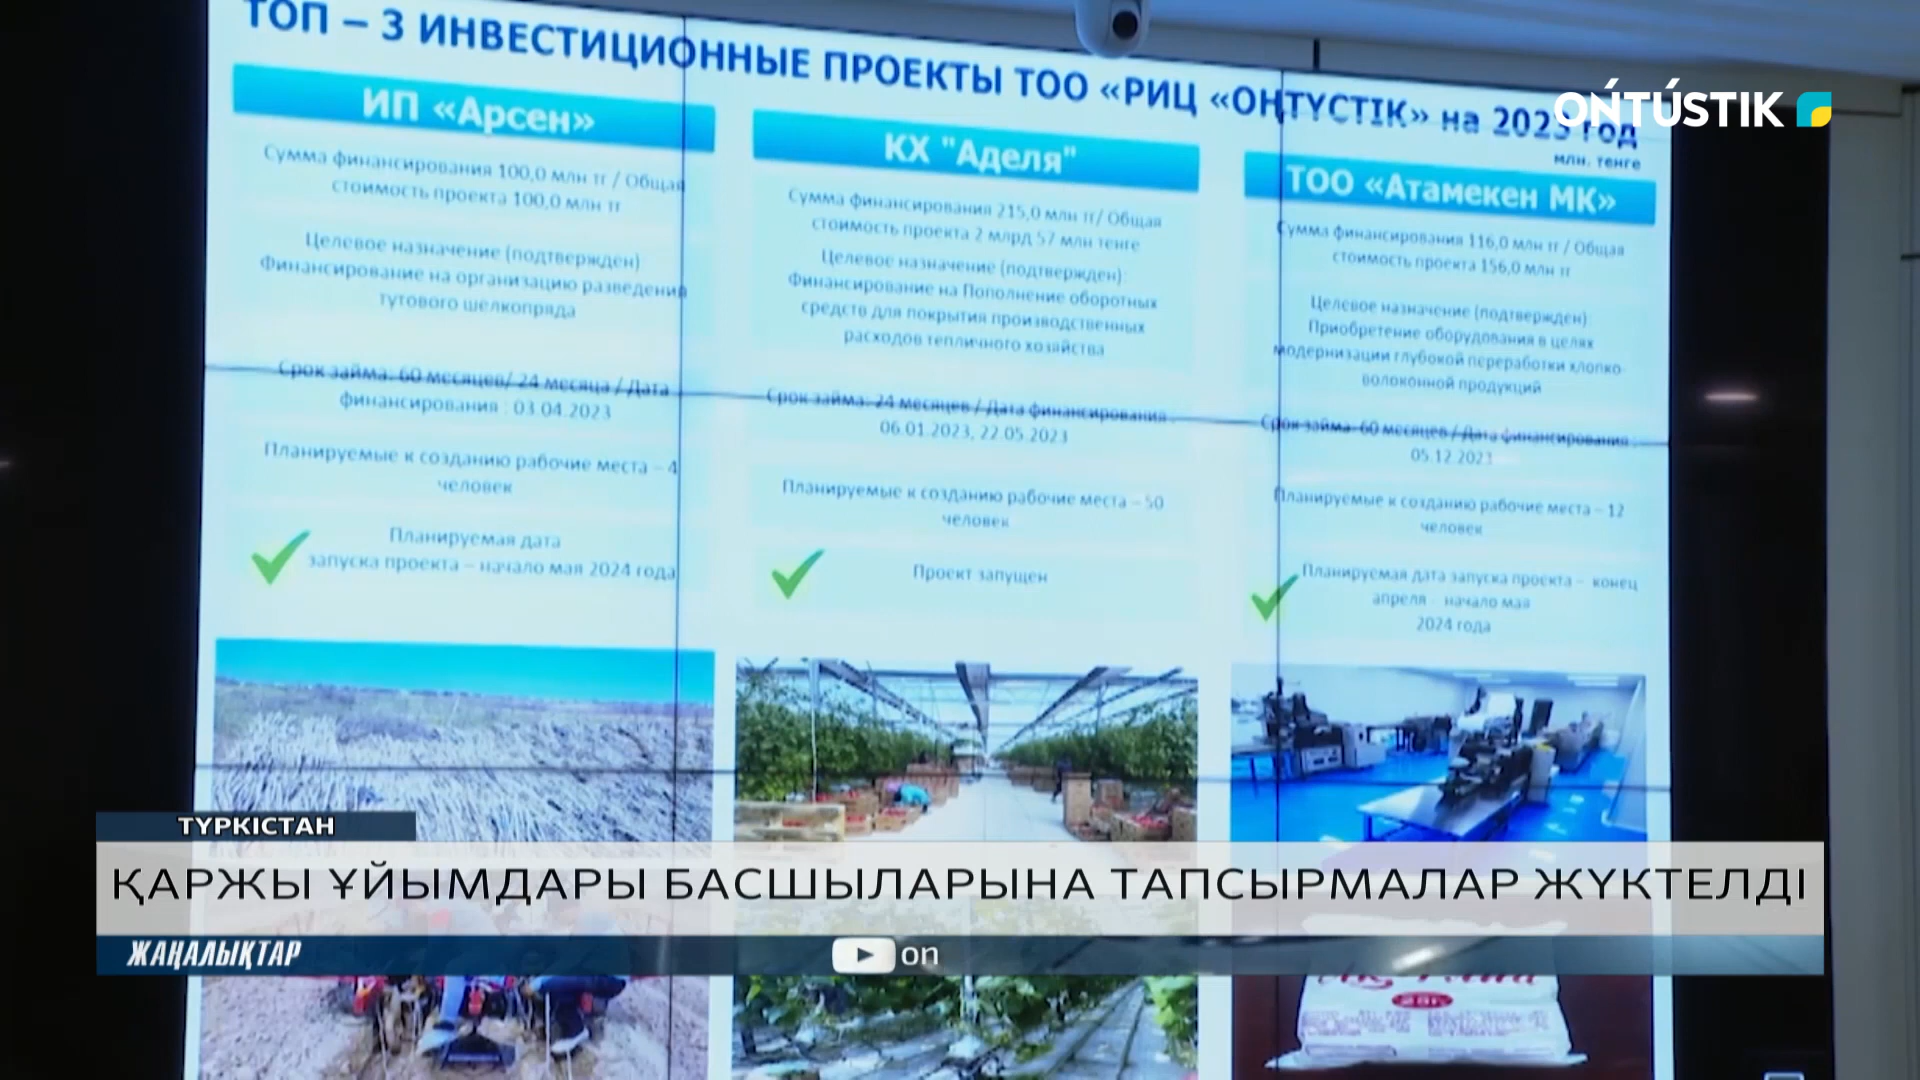 ТОП – 3 ИНВЕСТИЦИОННЫЕ ПРОЕКТЫ ТОО «РИЦ «ОҢТҮСТІК» на 2023 год
млн. тенге
OŃTÚSTIK
ИП «Арсен»
Сумма финансирования 100,0 млн тг / Общая
стоимость проекта 100,0 млн тг
Целевое назначение (подтвержден)
Финансирование на организацию разведения
тутового шелкопряда
Срок займа: 60 месяцев/ 24 месяца / Дата
финансирования : 03.04.2023
Планируемые к созданию рабочие места – 4
человек
Планируемая дата
запуска проекта – начало мая 2024 года
КХ "Аделя"
Сумма финансирования 215,0 млн тг/ Общая
стоимость проекта 2 млрд 57 млн тенге
Целевое назначение (подтвержден):
Финансирование на Пополнение оборотных
средств для покрытия производственных
расходов тепличного хозяйства
Срок займа: 24 месяцев / Дата финансирования :
06.01.2023, 22.05.2023
Планируемые к созданию рабочие места – 50
человек
Проект запущен
ТОО «Атамекен МК»
Сумма финансирования 116,0 млн тг / Общая
стоимость проекта 156,0 млн тг
Целевое назначение (подтвержден):
Приобретение оборудования в целях
модернизации глубокой переработки хлопко-
волоконной продукций
Срок займа: 60 месяцев / Дата финансирования :
05.12.2023
Планируемые к созданию рабочие места – 12
человек
Планируемая дата запуска проекта – конец
апреля - начало мая
2024 года
ТҮРКІСТАН
ҚАРЖЫ ҰЙЫМДАРЫ БАСШЫЛАРЫНА ТАПСЫРМАЛАР ЖҮКТЕЛДІ
ЖАҢАЛЫҚТАР
on
25г.